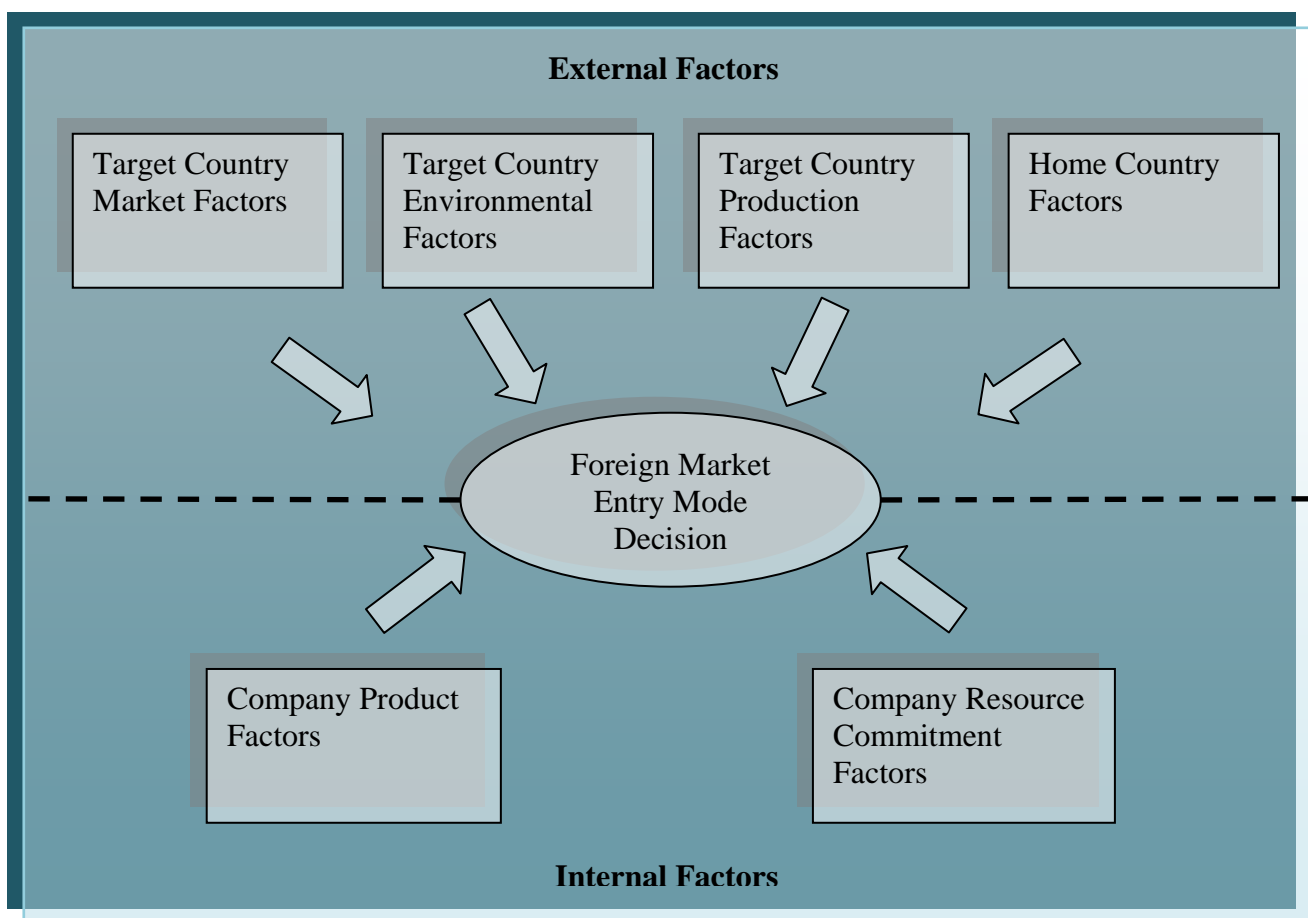 External Factors
Target Country
Market Factors
Target Country
Environmental
Factors
Target Country
Production
Factors
Home Country
Factors
Foreign Market
Entry Mode
Decision
Company Product
Factors
Company Resource
Commitment
Factors
Internal Factors